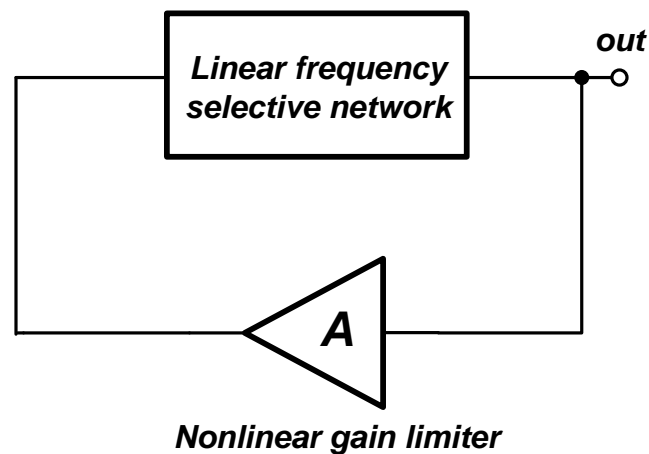 out
Linear frequency
selective network
A
Nonlinear gain limiter